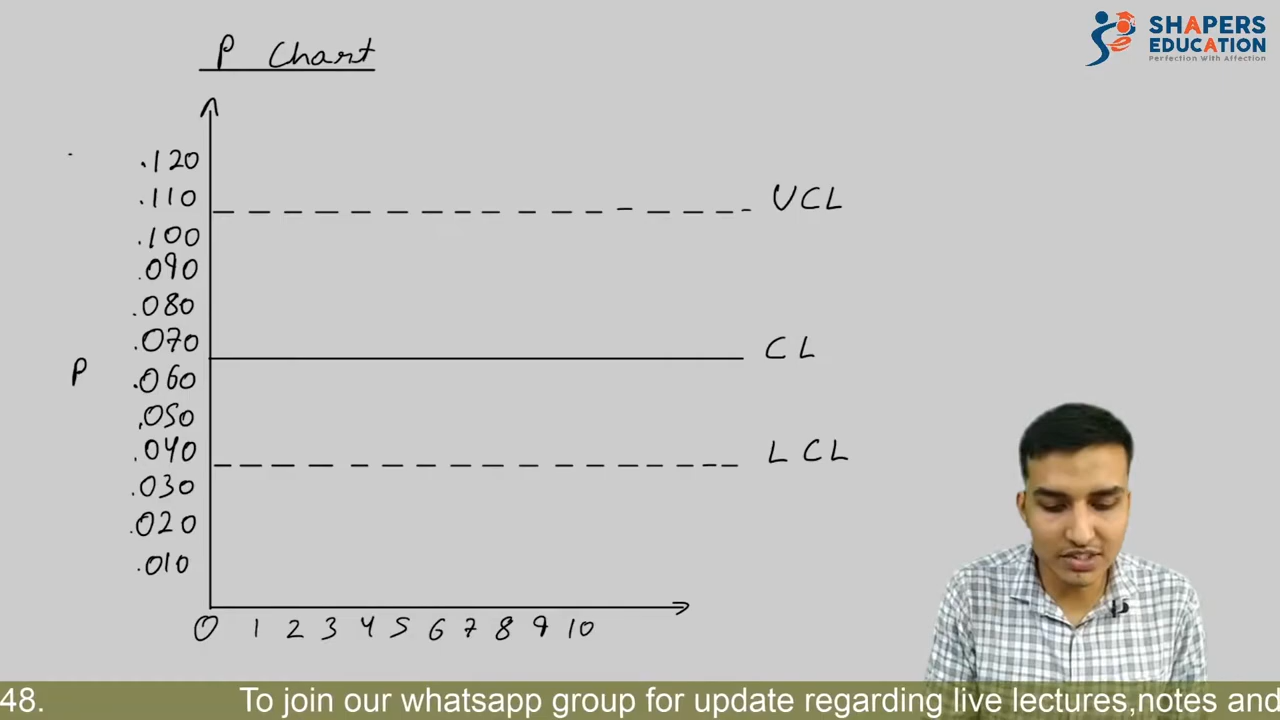 P Chart
SHAPERS
EDUCATION
Perfection With Affection
.120
.110
UCL
.100
.090
.080
.070
CL
P
.060
.050
.040
LCL
.030
.020
.010
0 1 2 3 4 5 6 7 8 9 10
48. To join our whatsapp group for update regarding live lectures,notes and